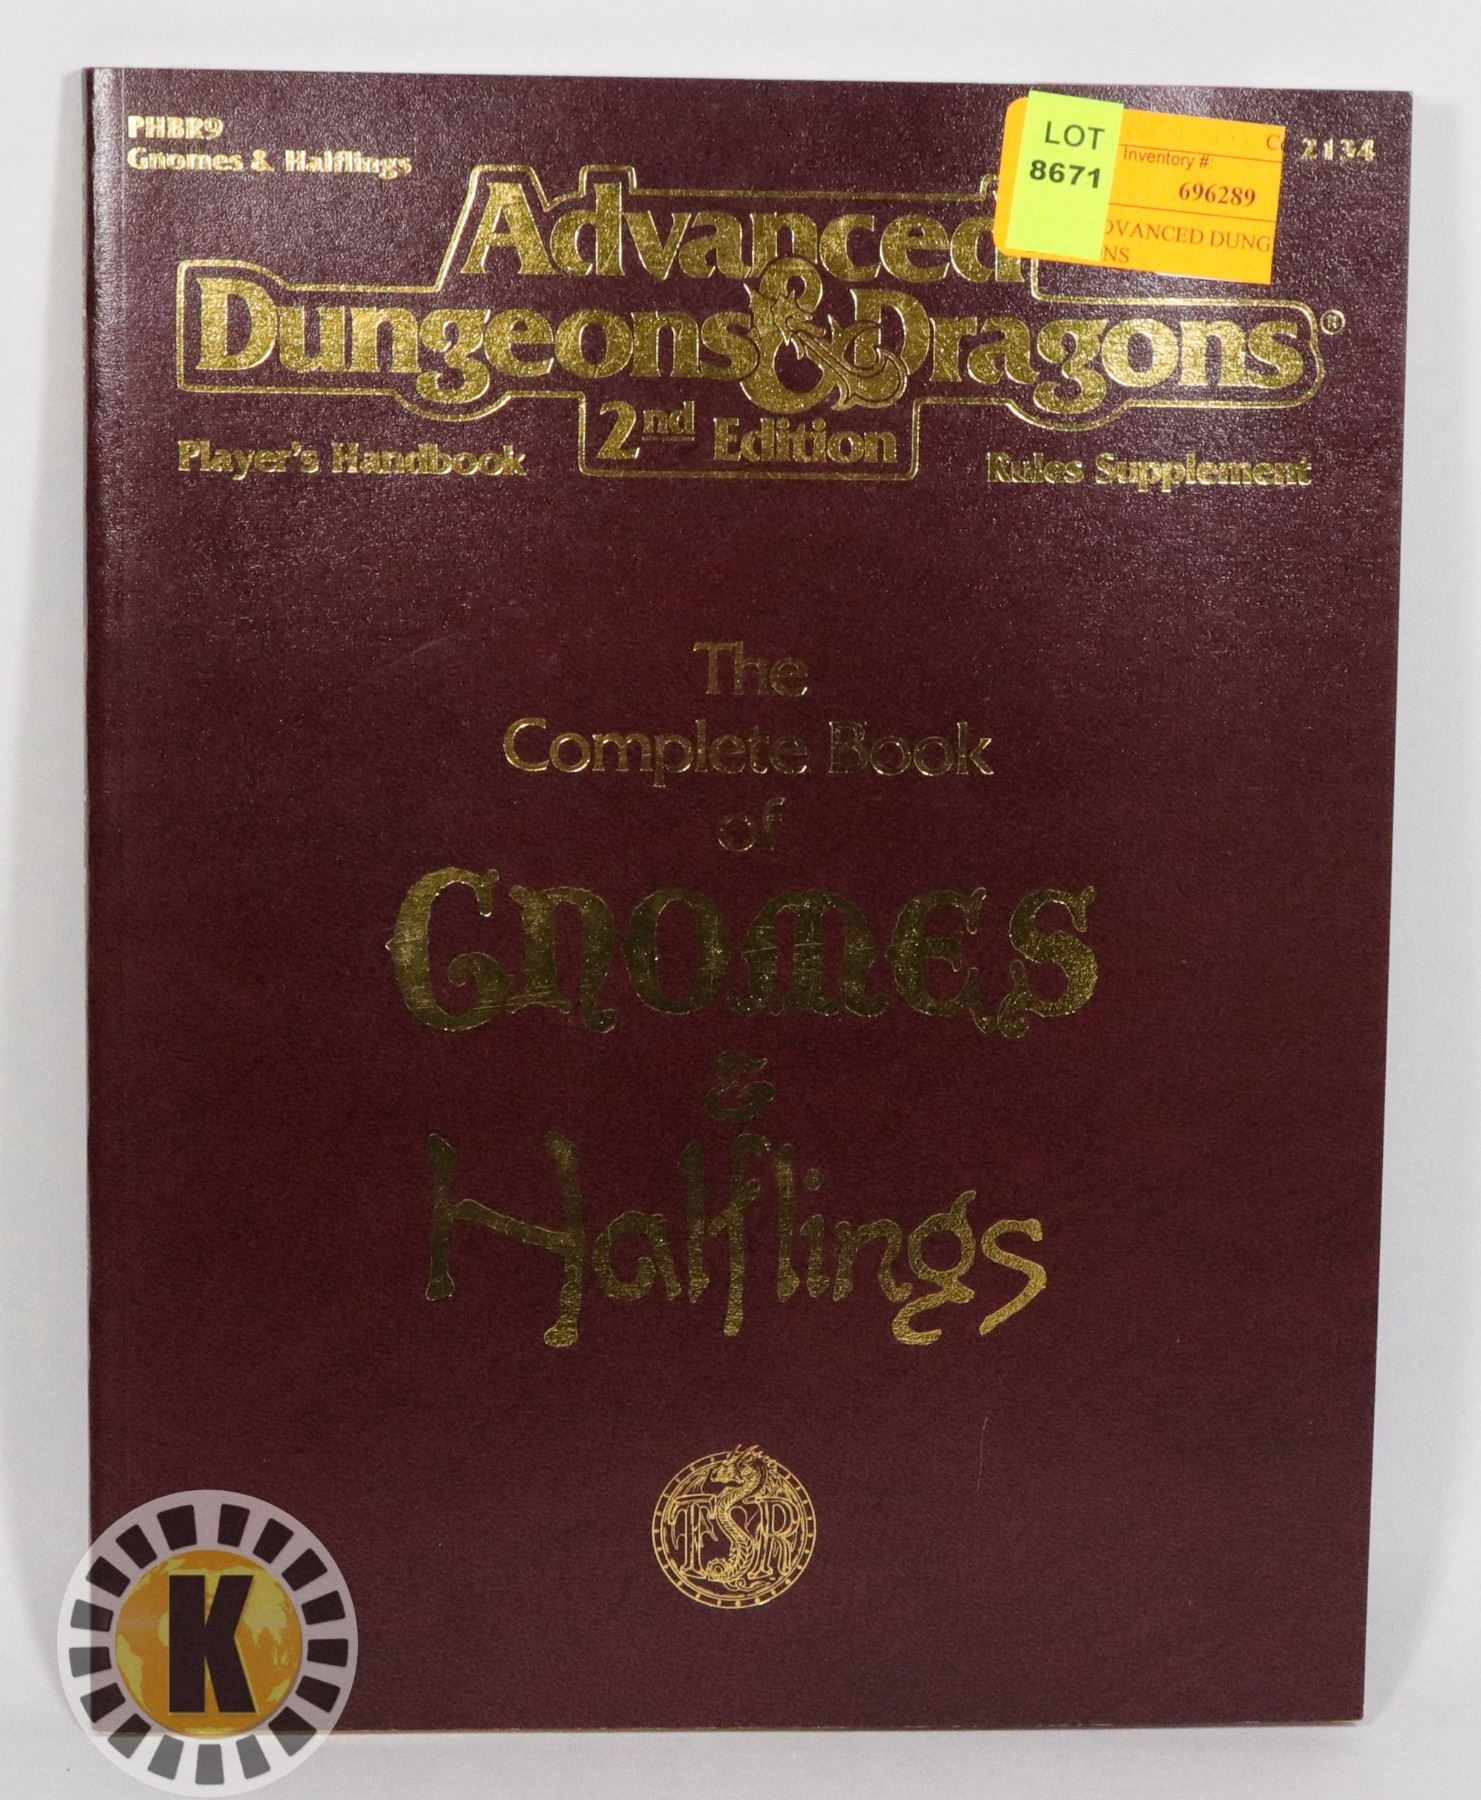 PHBR9
Gnomes & Halflings
2134
LOT
8671
Inventory #:
696289
DVANCED DUNG
NS
Advanced
Dungeons & Dragons®
2nd Edition
Player's Handbook
Rules Supplement
The
Complete Book
of
Gnomes
&
Halflings
TSR
K